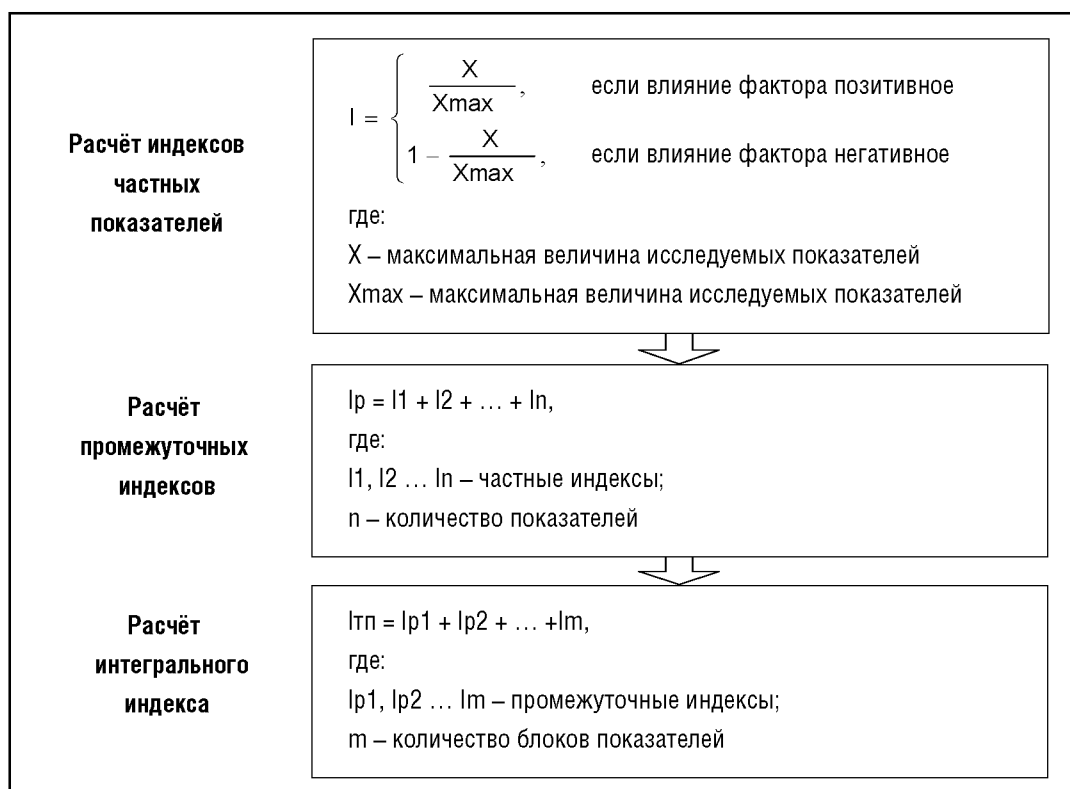 Расчёт индексов
частных
показателей
I = { X / Xmax , если влияние фактора позитивное
1 – X / Xmax , если влияние фактора негативное
где:
X – максимальная величина исследуемых показателей
Xmax – максимальная величина исследуемых показателей
Расчёт
промежуточных
индексов
Ip = I1 + I2 + … + In,
где:
I1, I2 … In – частные индексы;
n – количество показателей
Расчёт
интегрального
индекса
Iтп = Ip1 + Ip2 + … +Im,
где:
Ip1, Ip2 … Im – промежуточные индексы;
m – количество блоков показателей